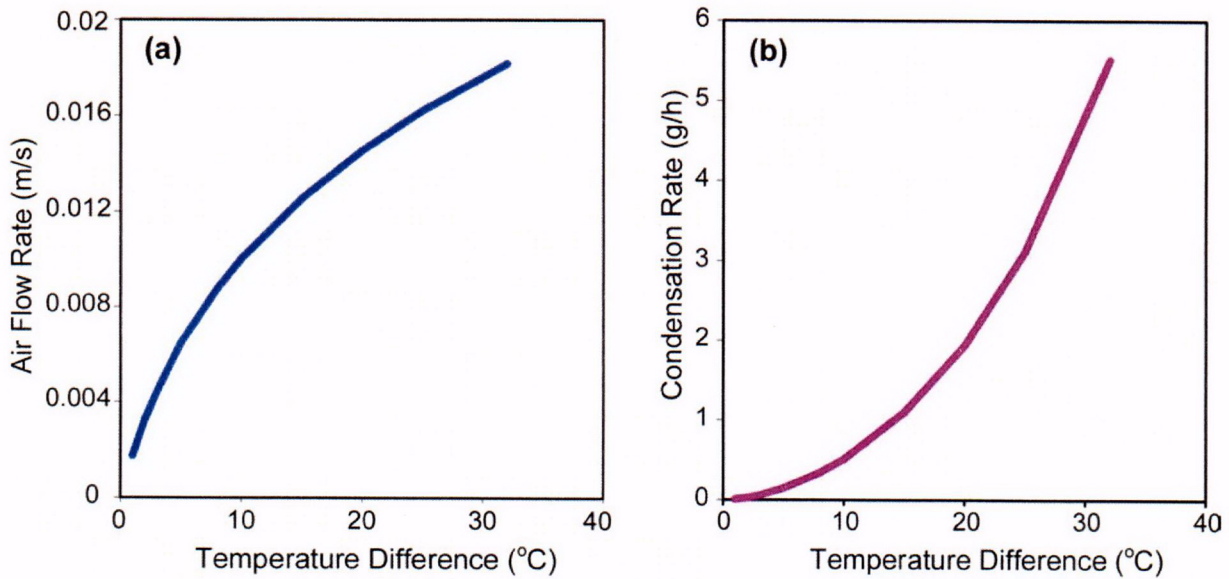 (a)
Air Flow Rate (m/s)
0.02
0.016
0.012
0.008
0.004
0
0 10 20 30 40
Temperature Difference (°C)
(b)
Condensation Rate (g/h)
6
5
4
3
2
1
0
0 10 20 30 40
Temperature Difference (°C)